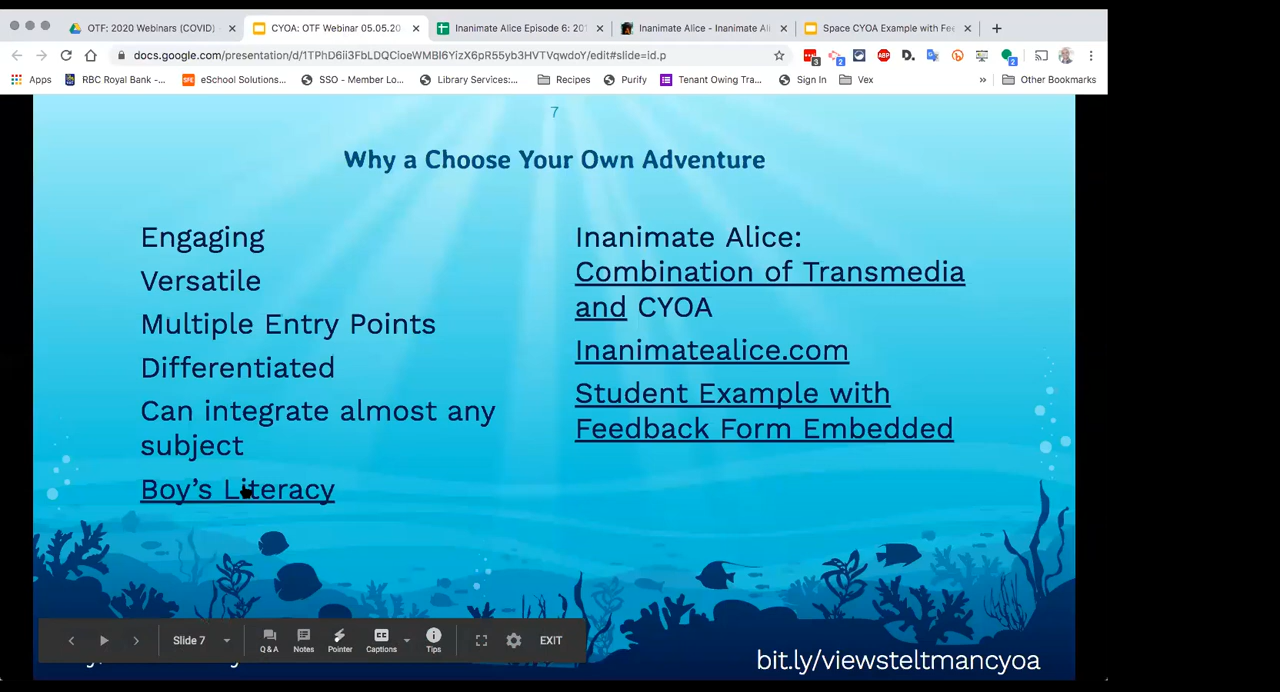 OTF: 2020 Webinars (COVID)
CYOA: OTF Webinar 05.05.20
Inanimate Alice Episode 6: 201
Inanimate Alice - Inanimate Ali
Space CYOA Example with Fee
docs.google.com/presentation/d/1TPhD6ii3FbLDQCioeWMBl6YizX6pR55yb3HVTVqwdoY/edit#slide=id.p
Apps
RBC Royal Bank -...
eSchool Solutions...
SSO - Member Lo...
Library Services:...
Recipes
Purify
Tenant Owing Tra...
Sign In
Vex
»
Other Bookmarks
7
Why a Choose Your Own Adventure
Engaging
Versatile
Multiple Entry Points
Differentiated
Can integrate almost any
subject
Boy's Literacy
Inanimate Alice:
Combination of Transmedia
and CYOA
Inanimatealice.com
Student Example with
Feedback Form Embedded
Slide 7
Q & A
Notes
Pointer
Captions
Tips
EXIT
bit.ly/viewsteltmancyoa